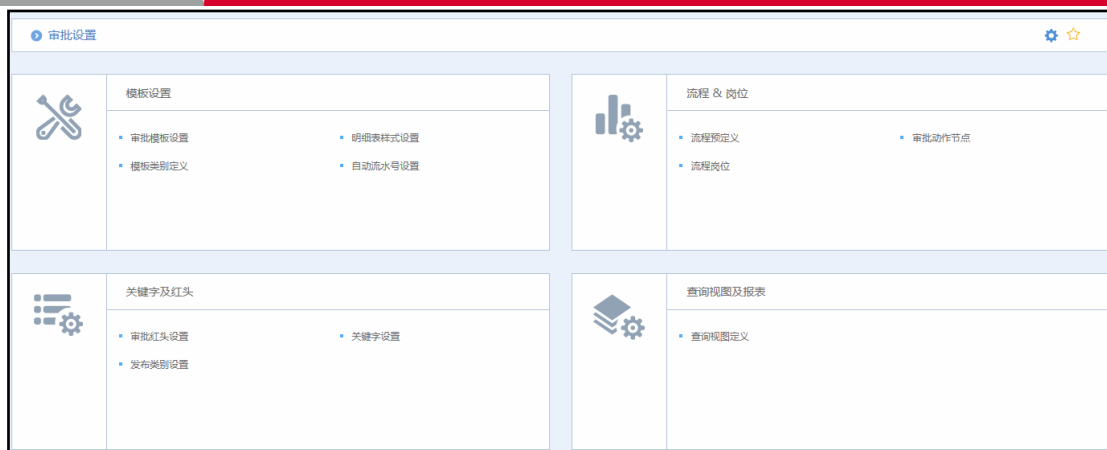 审批设置
模板设置
审批模板设置
明细表样式设置
模板类别定义
自动流水号设置
流程 & 岗位
流程预定义
审批动作节点
流程岗位
关键字及红头
审批红头设置
关键字设置
发布类别设置
查询视图及报表
查询视图定义